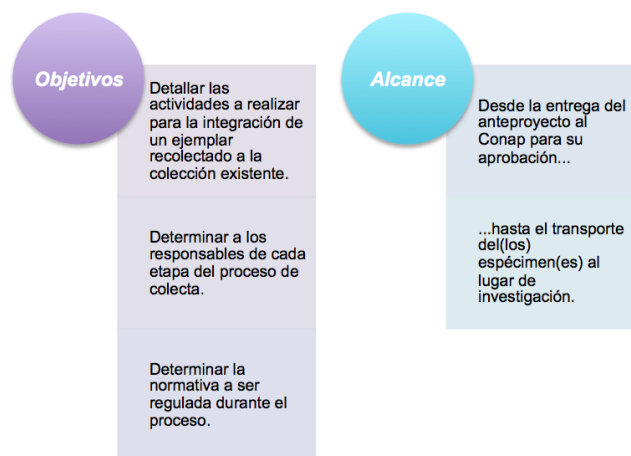 Objetivos
Detallar las
actividades a realizar
para la integración de
un ejemplar
recolectado a la
colección existente.
Determinar a los
responsables de cada
etapa del proceso de
colecta.
Determinar la
normativa a ser
regulada durante el
proceso.
Alcance
Desde la entrega del
anteproyecto al
Conap para su
aprobación...
...hasta el transporte
del(los)
espécimen(es) al
lugar de
investigación.